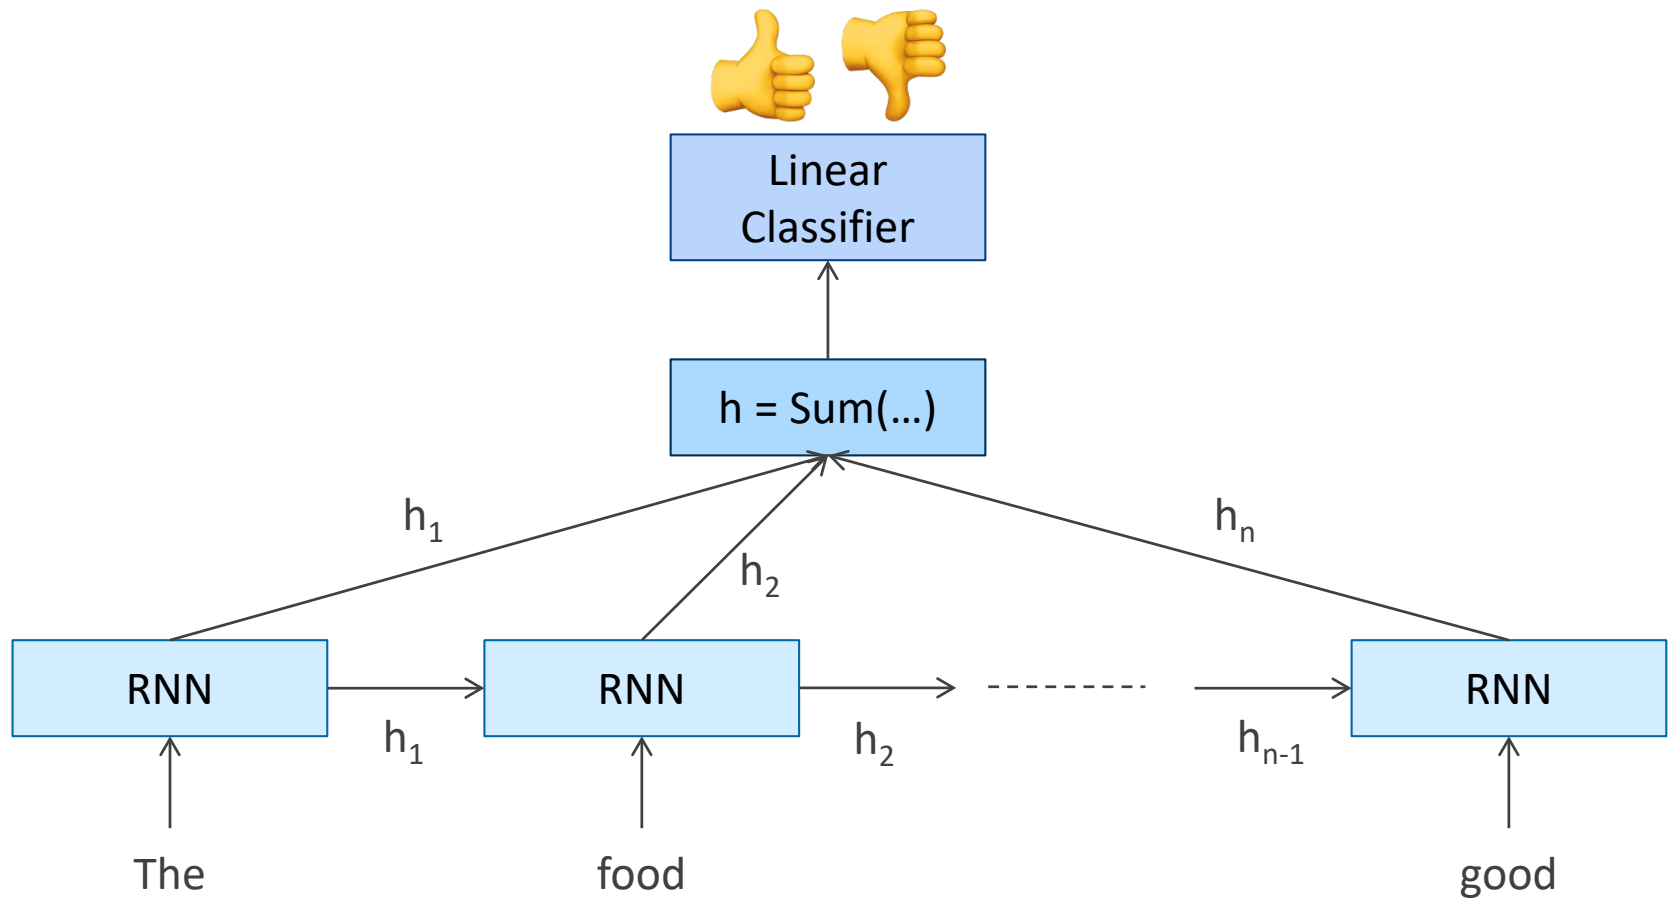 Linear
Classifier
h = Sum(...)
h₁
h₂
hₙ
RNN
RNN
RNN
h₁
h₂
hₙ₋₁
The
food
good